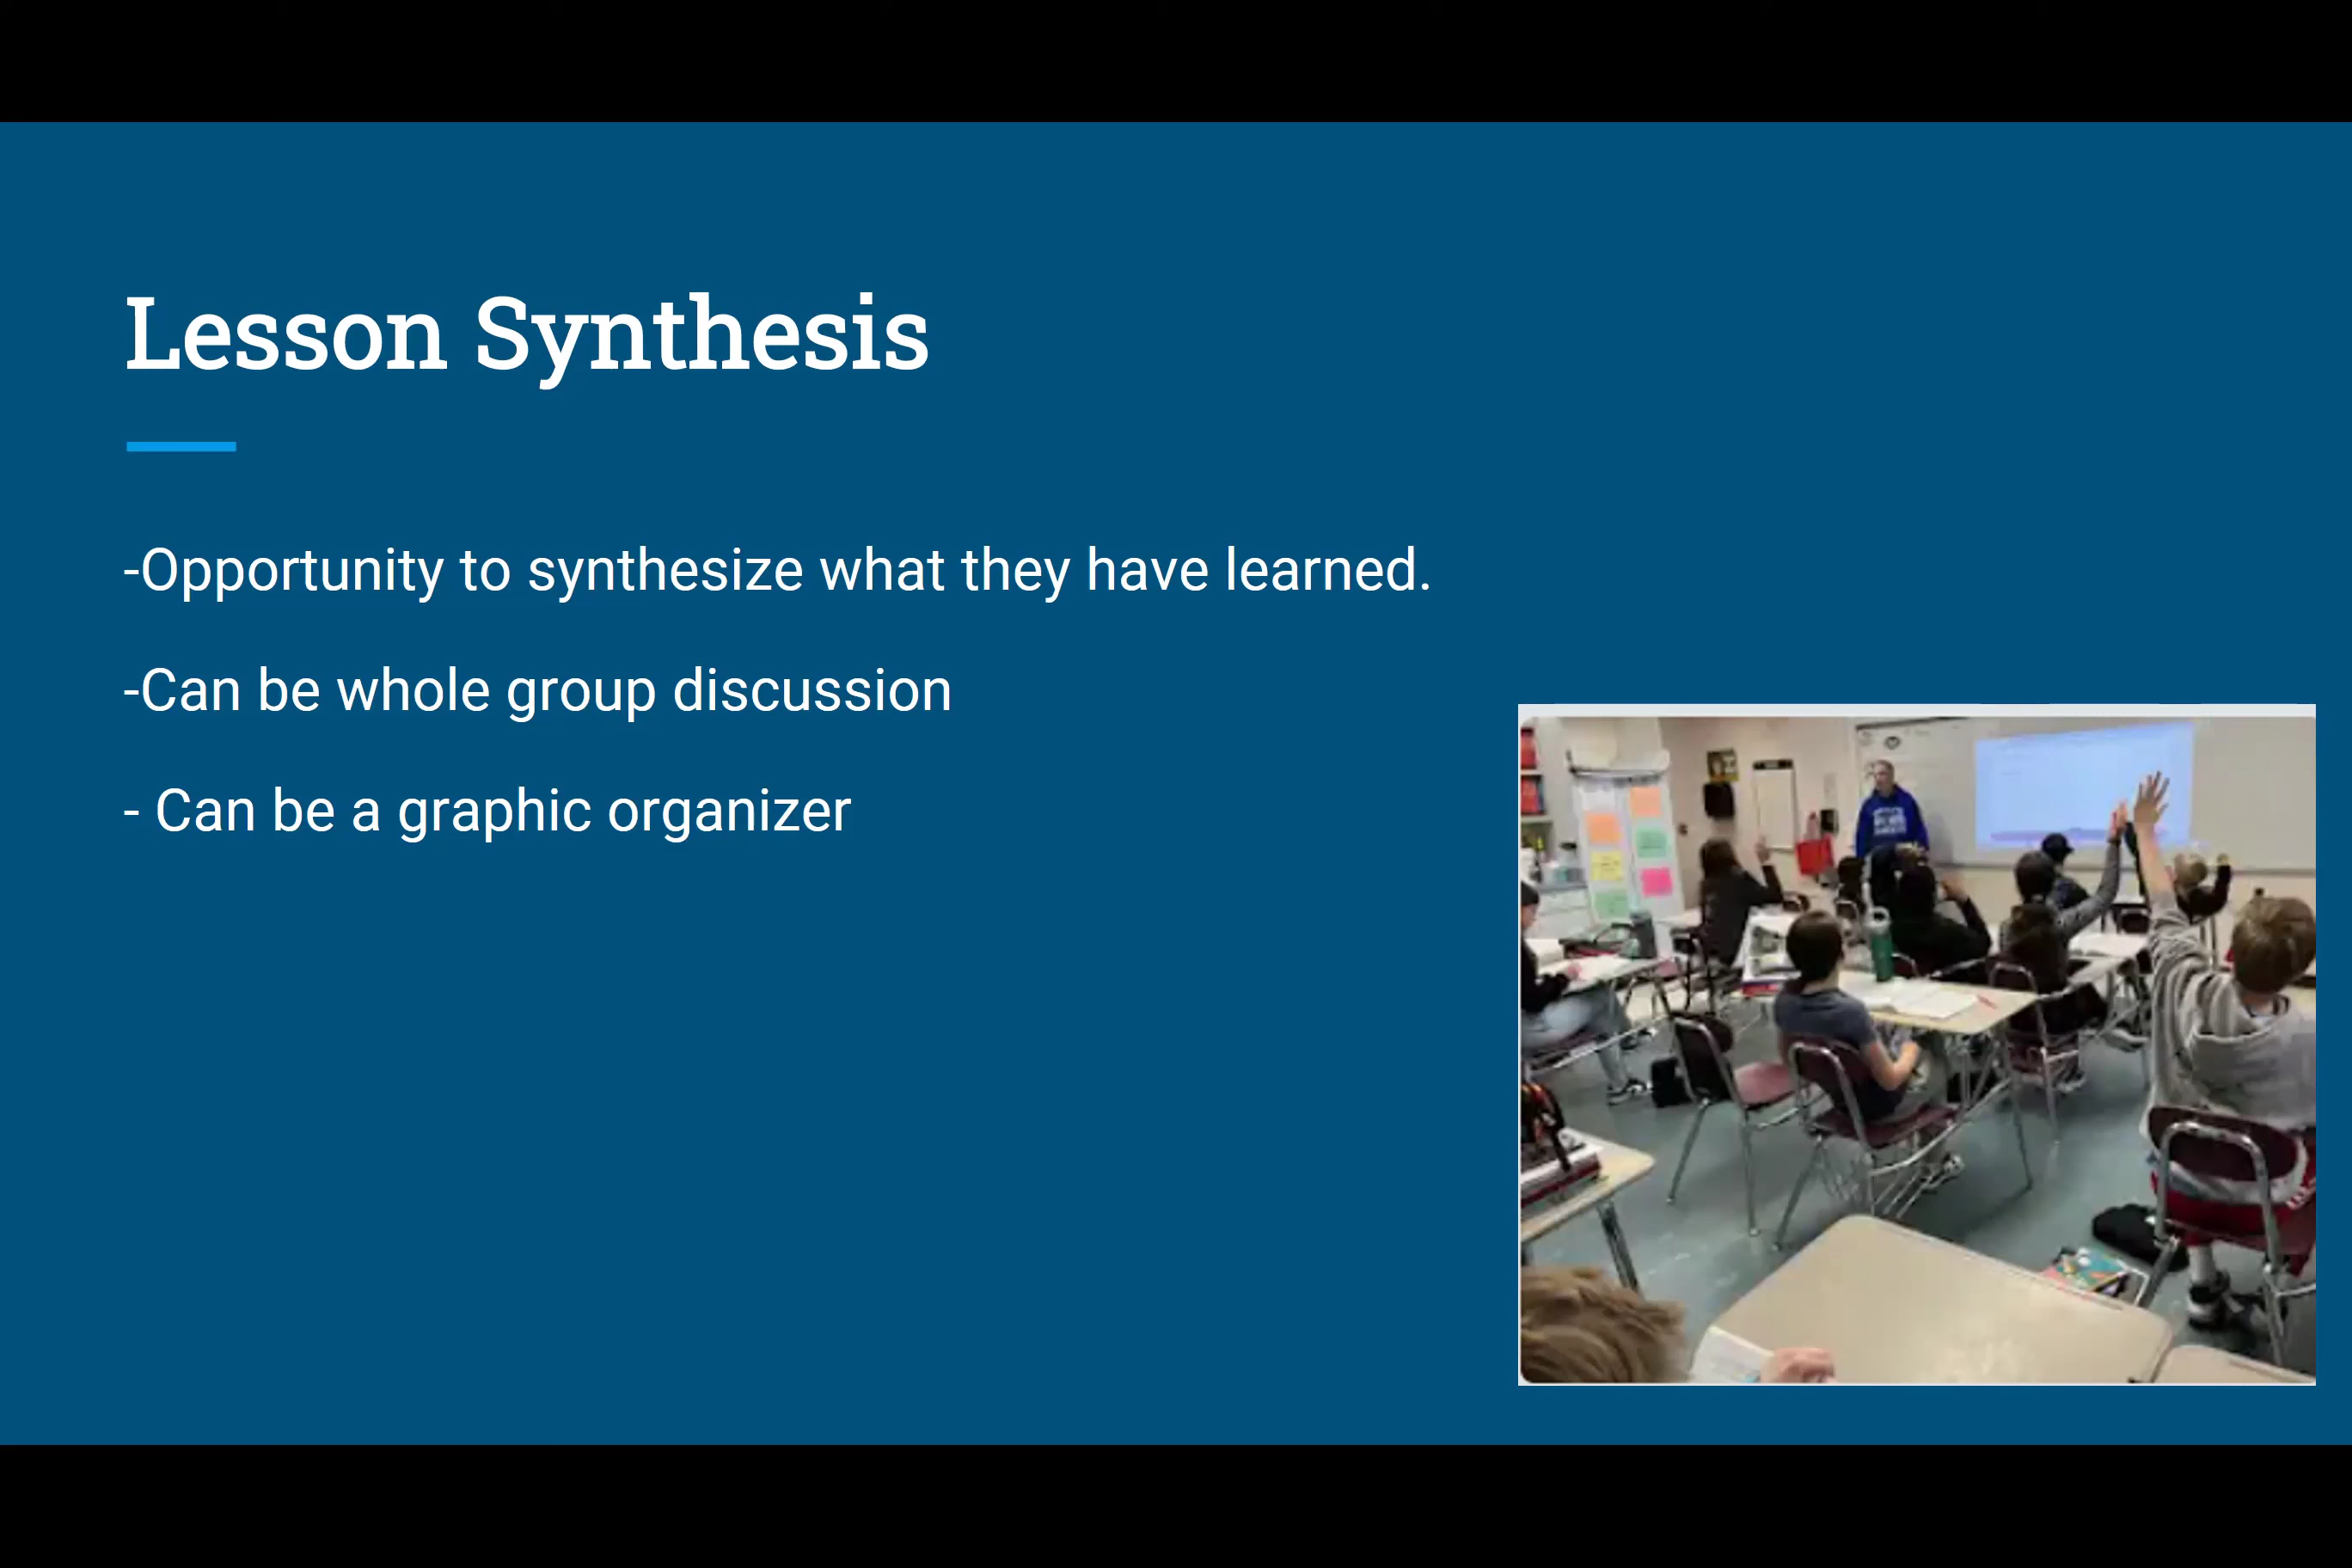 Lesson Synthesis
-Opportunity to synthesize what they have learned.
-Can be whole group discussion
- Can be a graphic organizer